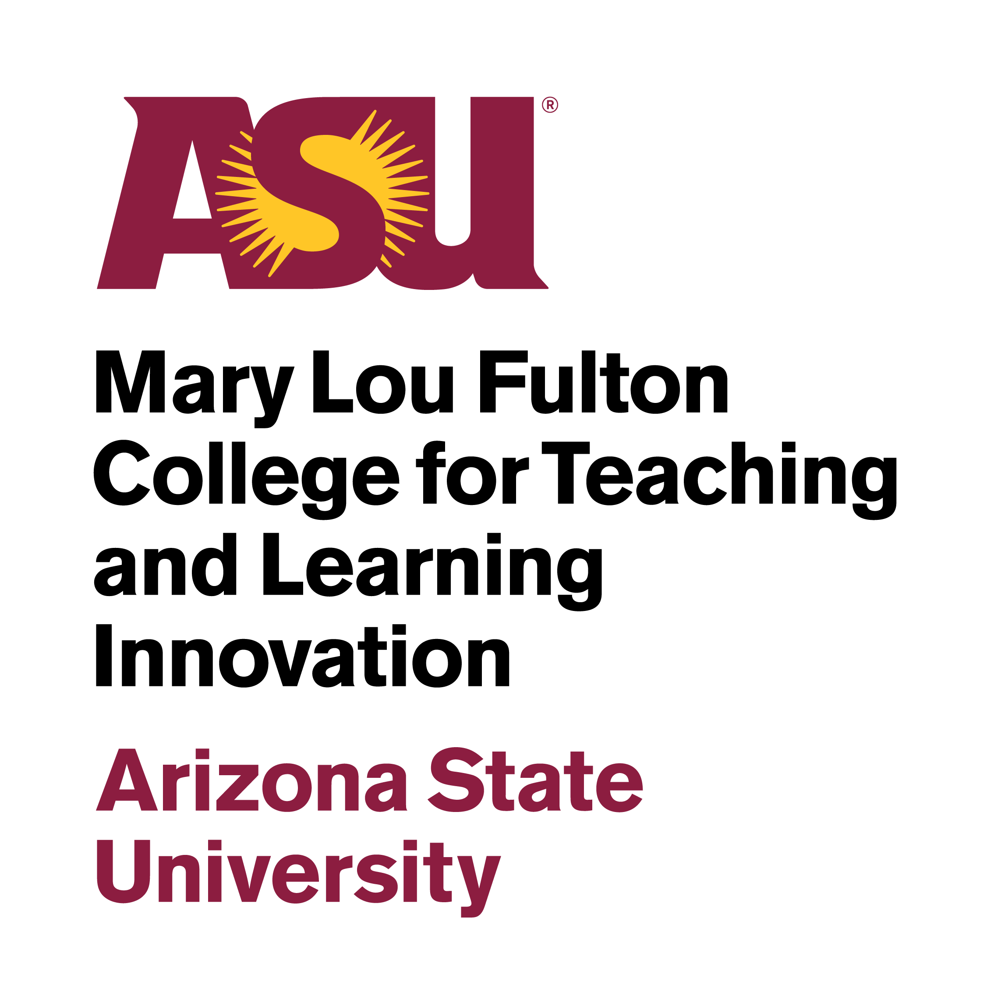 ASU®
Mary Lou Fulton
College for Teaching
and Learning
Innovation
Arizona State
University